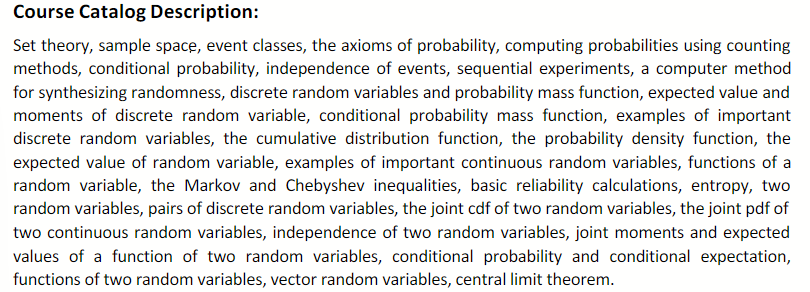 Course Catalog Description:
Set theory, sample space, event classes, the axioms of probability, computing probabilities using counting
methods, conditional probability, independence of events, sequential experiments, a computer method
for synthesizing randomness, discrete random variables and probability mass function, expected value and
moments of discrete random variable, conditional probability mass function, examples of important
discrete random variables, the cumulative distribution function, the probability density function, the
expected value of random variable, examples of important continuous random variables, functions of a
random variable, the Markov and Chebyshev inequalities, basic reliability calculations, entropy, two
random variables, pairs of discrete random variables, the joint cdf of two random variables, the joint pdf of
two continuous random variables, independence of two random variables, joint moments and expected
values of a function of two random variables, conditional probability and conditional expectation,
functions of two random variables, vector random variables, central limit theorem.